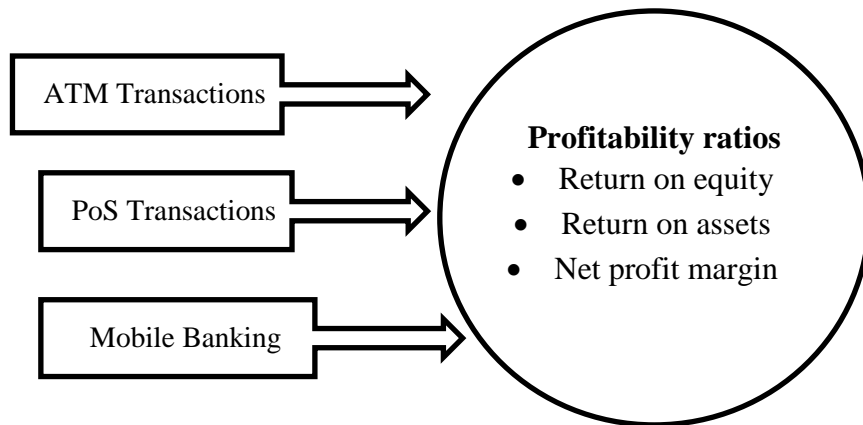 ATM Transactions
PoS Transactions
Mobile Banking
Profitability ratios
• Return on equity
• Return on assets
• Net profit margin